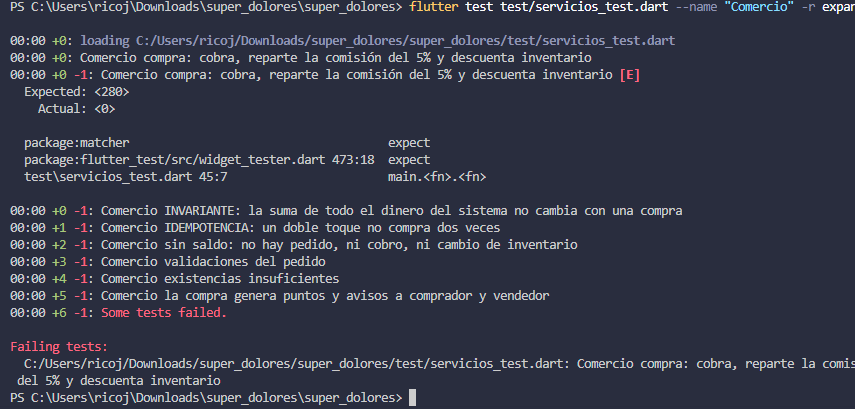 PS C:\Users\ricoj\Downloads\super_dolores\super_dolores> flutter test test/servicios_test.dart --name "Comercio" -r expan
00:00 +0: loading C:/Users/ricoj/Downloads/super_dolores/super_dolores/test/servicios_test.dart
00:00 +0: Comercio compra: cobra, reparte la comisión del 5% y descuenta inventario
00:00 +0 -1: Comercio compra: cobra, reparte la comisión del 5% y descuenta inventario [E]
Expected: <280>
Actual: <0>
package:matcher expect
package:flutter_test/src/widget_tester.dart 473:18 expect
test\servicios_test.dart 45:7 main.<fn>.<fn>
00:00 +0 -1: Comercio INVARIANTE: la suma de todo el dinero del sistema no cambia con una compra
00:00 +1 -1: Comercio IDEMPOTENCIA: un doble toque no compra dos veces
00:00 +2 -1: Comercio sin saldo: no hay pedido, ni cobro, ni cambio de inventario
00:00 +3 -1: Comercio validaciones del pedido
00:00 +4 -1: Comercio existencias insuficientes
00:00 +5 -1: Comercio la compra genera puntos y avisos a comprador y vendedor
00:00 +6 -1: Some tests failed.
Failing tests:
C:/Users/ricoj/Downloads/super_dolores/super_dolores/test/servicios_test.dart: Comercio compra: cobra, reparte la comis
del 5% y descuenta inventario
PS C:\Users\ricoj\Downloads\super_dolores\super_dolores>